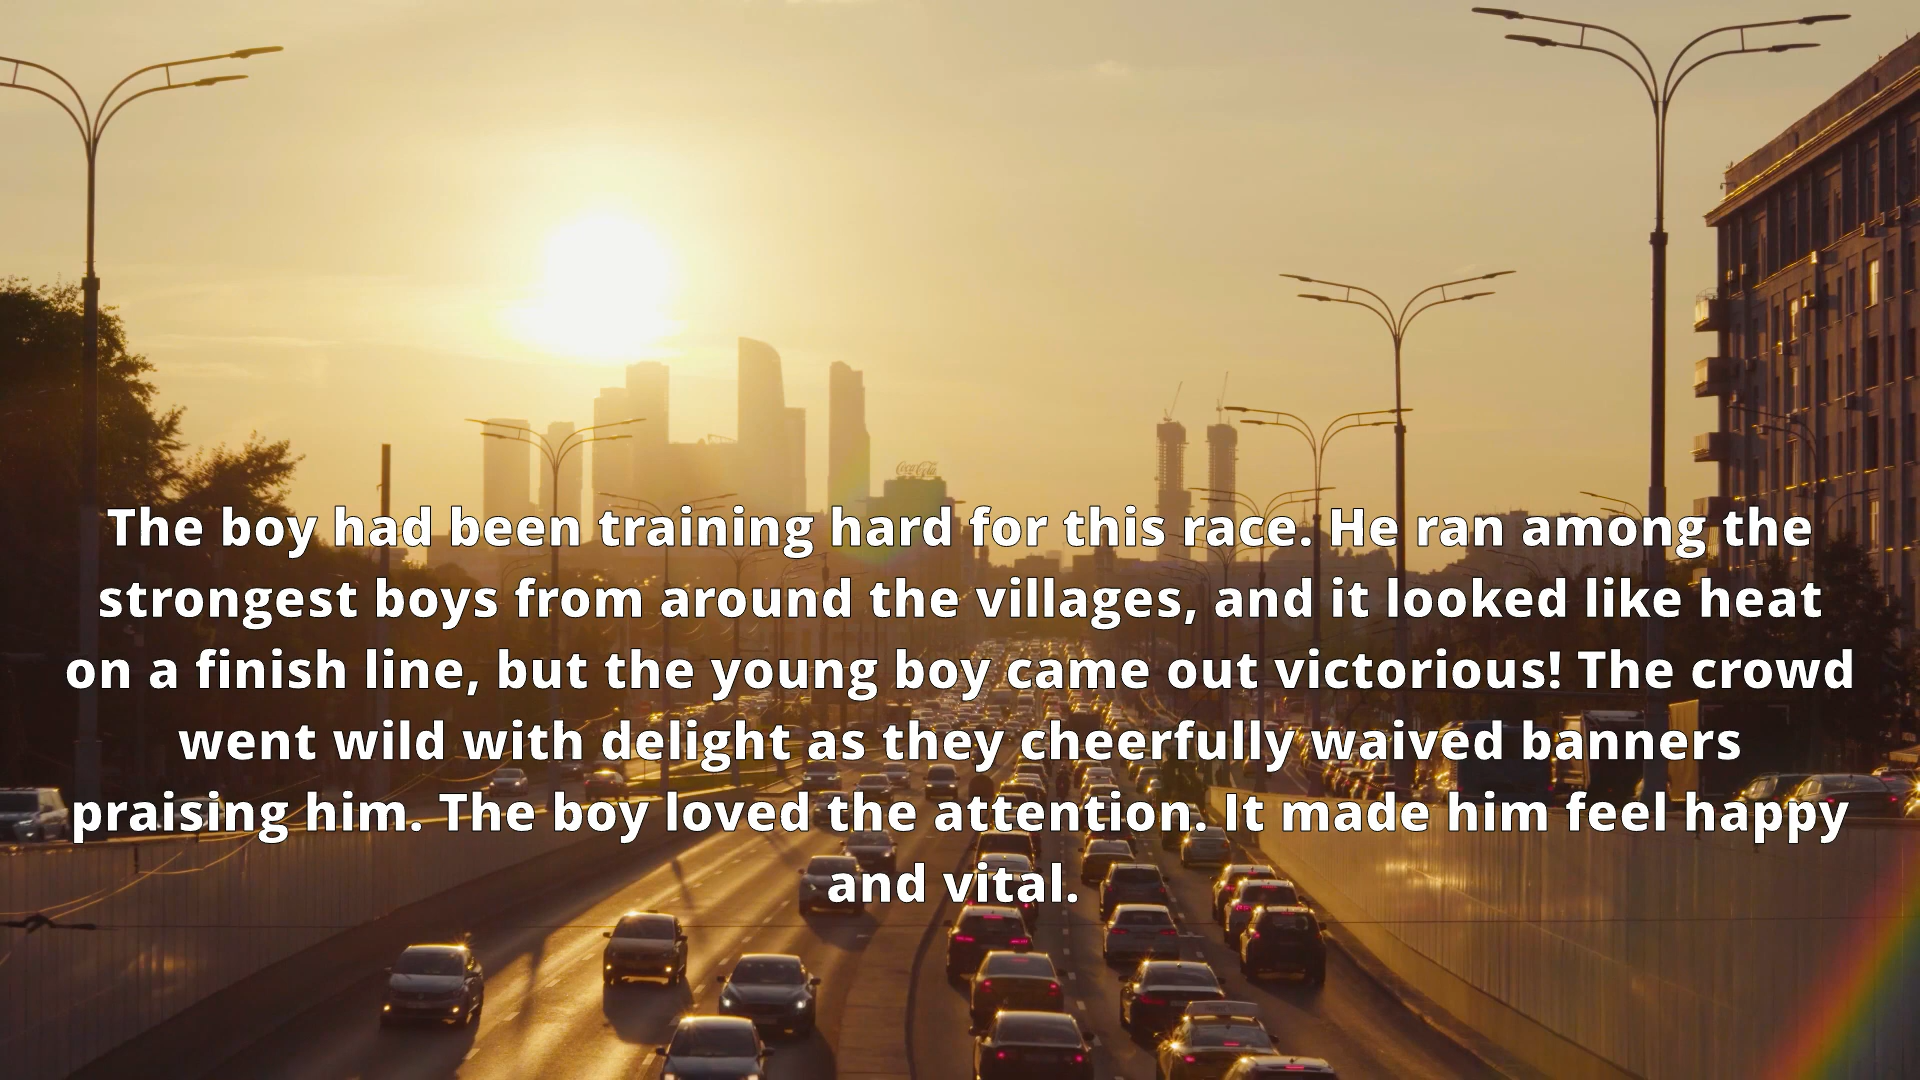 Coca-Cola
The boy had been training hard for this race. He ran among the
strongest boys from around the villages, and it looked like heat
on a finish line, but the young boy came out victorious! The crowd
went wild with delight as they cheerfully waived banners
praising him. The boy loved the attention. It made him feel happy
and vital.